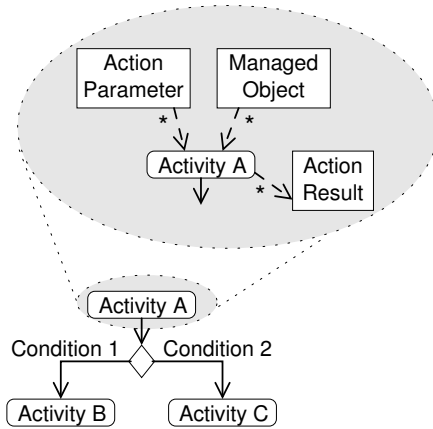 Action
Parameter
Managed
Object
*
*
Activity A
*
Action
Result
Activity A
Condition 1
Condition 2
Activity B
Activity C